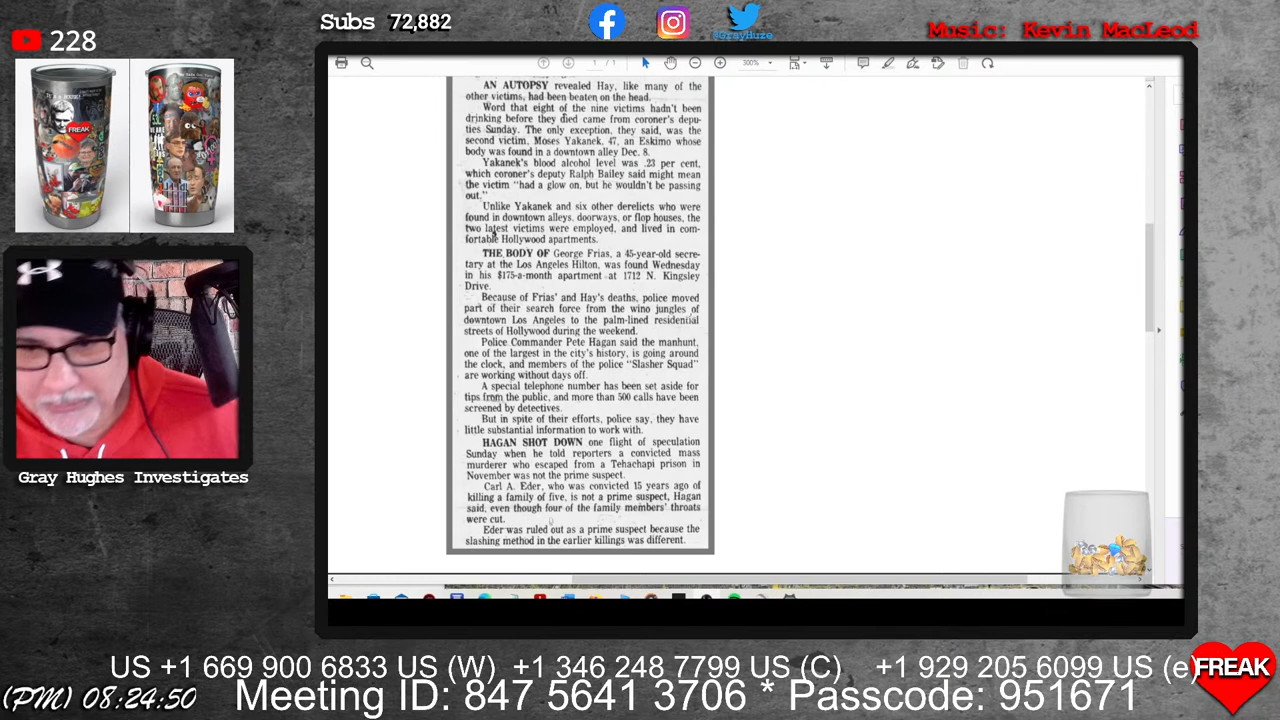 Subs 72,882
@GrayHuze
Music: Kevin MacLeod
228
FREAK
1 / 1
300%
AN AUTOPSY revealed Hay, like many of the
other victims, had been beaten on the head.
Word that eight of the nine victims hadn't been
drinking before they died came from coroner's depu-
ties Sunday. The only exception, they said, was the
second victim, Moses Yakanek, 47, an Eskimo whose
body was found in a downtown alley Dec. 8.
Yakanek's blood alcohol level was .23 per cent,
which coroner's deputy Ralph Bailey said might mean
the victim "had a glow on, but he wouldn't be passing
out."
Unlike Yakanek and six other derelicts who were
found in downtown alleys, doorways, or flop houses, the
two latest victims were employed, and lived in com-
fortable Hollywood apartments.
THE BODY OF George Frias, a 45-year-old secre-
tary at the Los Angeles Hilton, was found Wednesday
in his $175-a-month apartment at 1712 N. Kingsley
Drive.
Because of Frias' and Hay's deaths, police moved
part of their search force from the wino jungles of
downtown Los Angeles to the palm-lined residential
streets of Hollywood during the weekend.
Police Commander Pete Hagan said the manhunt,
one of the largest in the city's history, is going around
the clock, and members of the police "Slasher Squad"
are working without days off.
A special telephone number has been set aside for
tips from the public, and more than 500 calls have been
screened by detectives.
But in spite of their efforts, police say, they have
little substantial information to work with.
HAGAN SHOT DOWN one flight of speculation
Sunday when he told reporters a convicted mass
murderer who escaped from a Tehachapi prison in
November was not the prime suspect.
Carl A. Eder, who was convicted 15 years ago of
killing a family of five, is not a prime suspect, Hagan
said, even though four of the family members' throats
were cut.
Eder was ruled out as a prime suspect because the
slashing method in the earlier killings was different.
Gray Hughes Investigates
US +1 669 900 6833 US (W) +1 346 248 7799 US (C) +1 929 205 6099 US (e)
FREAK
(PM) 08:24:50
Meeting ID: 847 5641 3706 * Passcode: 951671